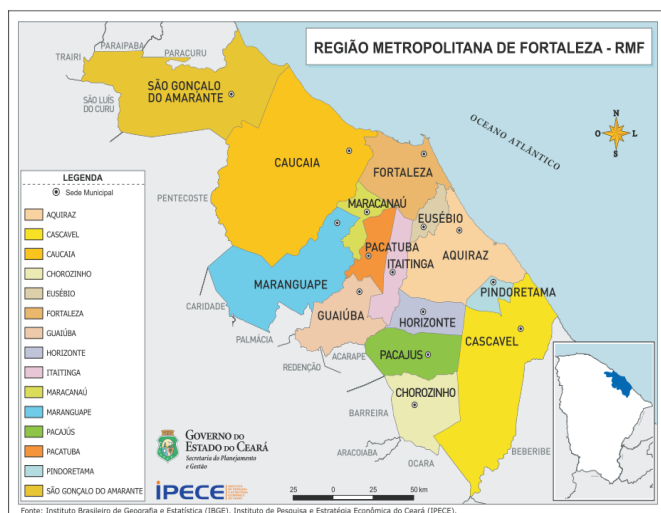 REGIÃO METROPOLITANA DE FORTALEZA - RMF
PARAIPABA
TRAIRI
PARACURU
SÃO GONÇALO
DO AMARANTE
SÃO LUÍS
DO CURU
N
O
L
S
OCEANO ATLÂNTICO
CAUCAIA
FORTALEZA
PENTECOSTE
MARACANAÚ
EUSÉBIO
PACATUBA
AQUIRAZ
ITAITINGA
MARANGUAPE
PINDORETAMA
CARIDADE
GUAIÚBA
HORIZONTE
PALMÁCIA
CASCAVEL
ACARAPE
PACAJUS
REDENÇÃO
CHOROZINHO
BARREIRA
ARACOIABA
OCARA
BEBERIBE
LEGENDA
Sede Municipal
AQUIRAZ
CASCAVEL
CAUCAIA
CHOROZINHO
EUSÉBIO
FORTALEZA
GUAIÚBA
HORIZONTE
ITAITINGA
MARACANAÚ
MARANGUAPE
PACAJÚS
PACATUBA
PINDORETAMA
SÃO GONÇALO DO AMARANTE
GOVERNO DO
ESTADO DO CEARÁ
Secretaria do Planejamento
e Gestão
IPECE
25 0 25 50 km
Fonte: Instituto Brasileiro de Geografia e Estatística (IBGE), Instituto de Pesquisa e Estratégia Econômica do Ceará (IPECE).